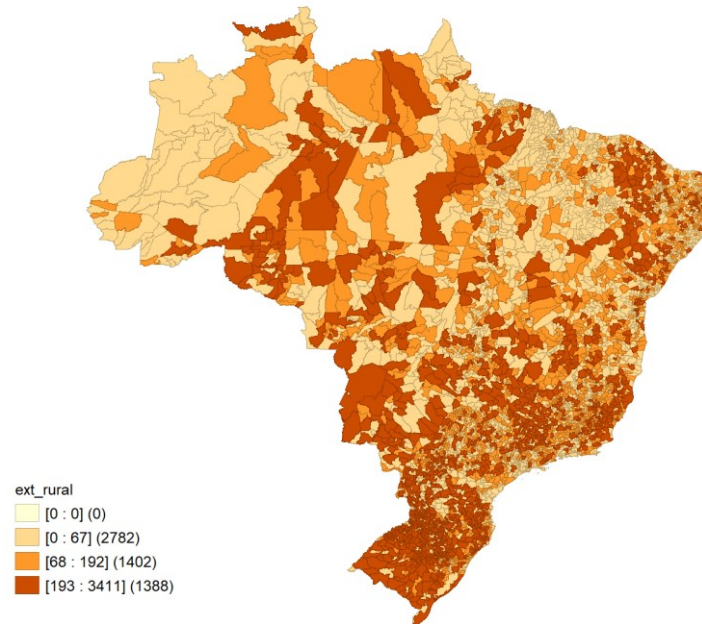 ext_rural
[0 : 0] (0)
[0 : 67] (2782)
[68 : 192] (1402)
[193 : 3411] (1388)